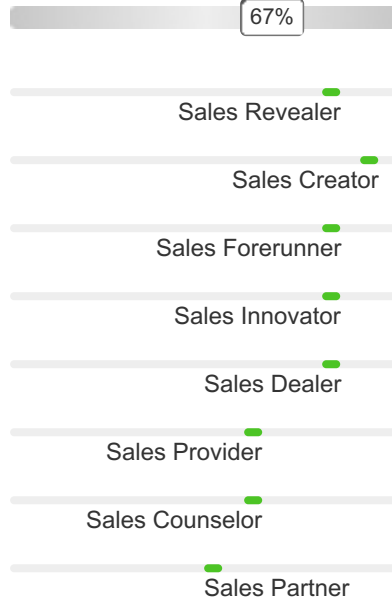 67%
Sales Revealer
Sales Creator
Sales Forerunner
Sales Innovator
Sales Dealer
Sales Provider
Sales Counselor
Sales Partner